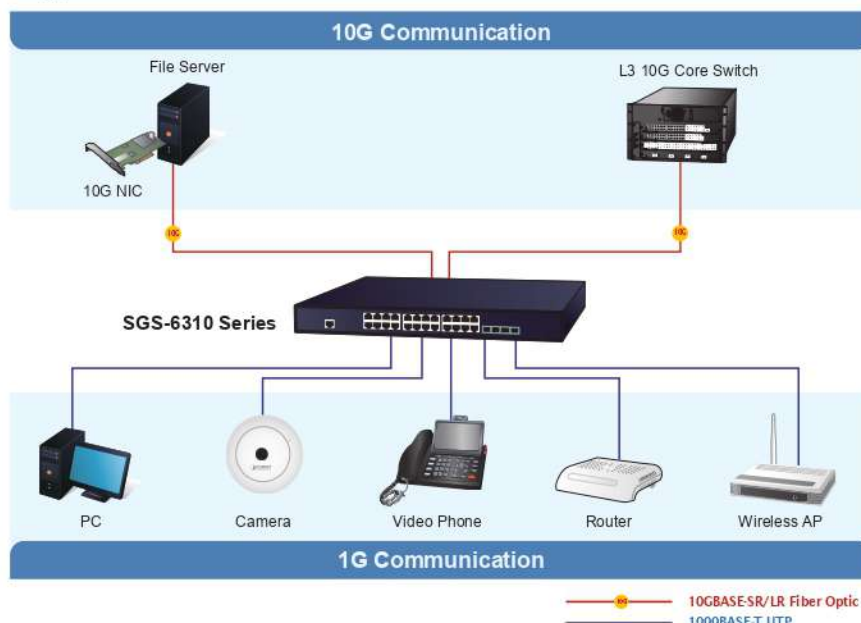 10G Communication
File Server
L3 10G Core Switch
10G NIC
10G
10G
SGS-6310 Series
PC
Camera
Video Phone
Router
Wireless AP
1G Communication
10G
10GBASE-SR/LR Fiber Optic
1000BASE-T UTP